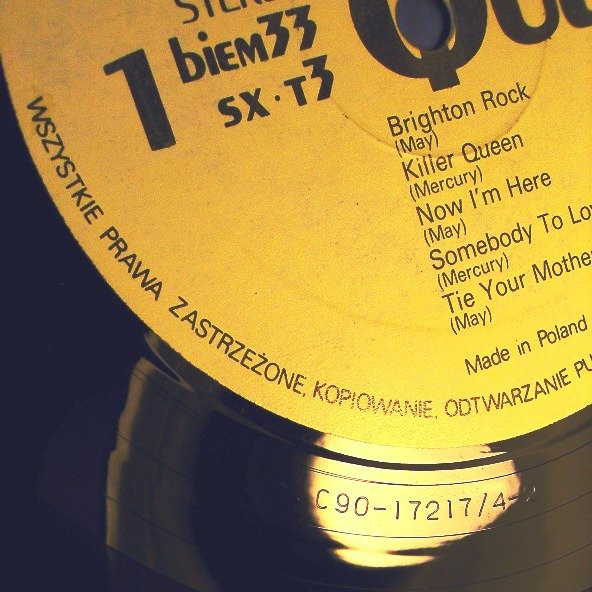 1 biem33
SX·T3
Brighton Rock
(May)
Killer Queen
(Mercury)
Now I'm Here
(May)
Somebody To
(Mercury)
Tie Your
(May)
Made in Poland
WSZYSTKIE PRAWA ZASTRZEŻONE, KOPIOWANIE, ODTWARZANIE
C90-17217/4